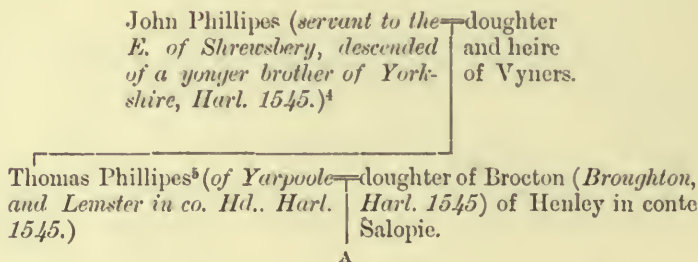 John Phillipes (servant to the
E. of Shrewsbery, descended
of a yonger brother of York-
shire, Harl. 1545.)⁴
doughter
and heire
of Vyners.
Thomas Phillipes⁵ (of Yarpoole
and Lemster in co. Hd.. Harl.
1545.)
doughter of Brocton (Broughton,
Harl. 1545) of Henley in conte
Salopie.
A